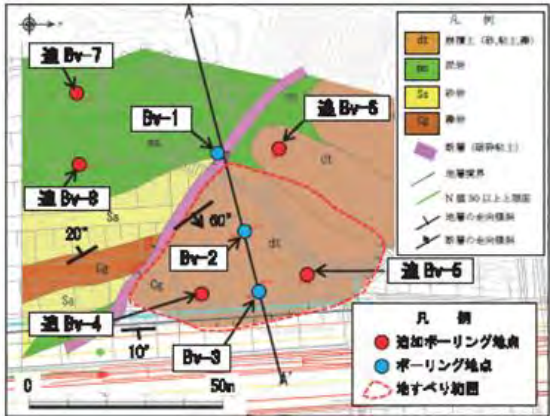 A
追Bv-7
Bv-1
追Bv-6
ms
ms
dt
追Bv-8
Ss
60°
20°
Bv-2
dt
Cg
Cg
追Bv-5
Ss
追Bv-4
10°
Bv-3
A'
0
50m
凡 例
dt
崩積土(砂,粘土,礫)
ms
泥岩
Ss
砂岩
Cg
礫岩
断層(破砕粘土)
地層境界
N値50以上上限面
地層の走向傾斜
断層の走向傾斜
凡 例
追加ボーリング地点
ボーリング地点
地すべり範囲